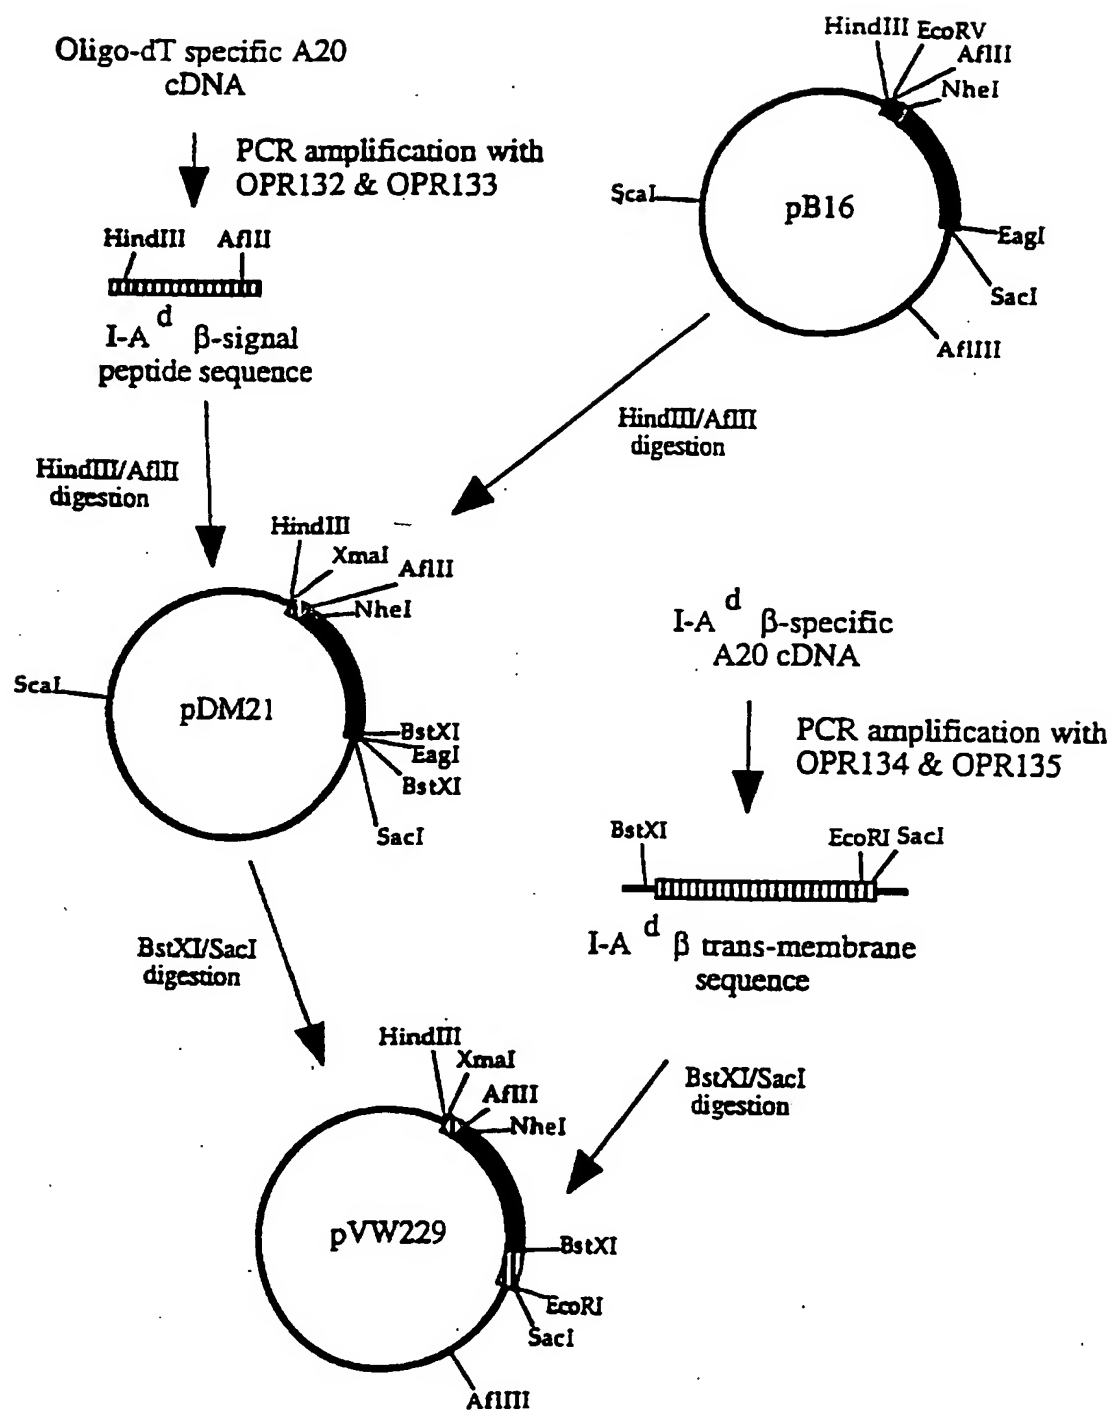 Oligo-dT specific A20
cDNA
PCR amplification with
OPR132 & OPR133
HindIII AflII
I-A d β-signal
peptide sequence
HindIII/AflII
digestion
HindIII EcoRV
AflII
NheI
ScaI
pB16
EagI
SacI
AflIII
HindIII/AflII
digestion
HindIII
XmaI
AflII
NheI
ScaI
pDM21
BstXI
EagI
BstXI
SacI
I-A d β-specific
A20 cDNA
PCR amplification with
OPR134 & OPR135
BstXI
EcoRI SacI
I-A d β trans-membrane
sequence
BstXI/SacI
digestion
BstXI/SacI
digestion
HindIII
XmaI
AflII
NheI
pVW229
BstXI
EcoRI
SacI
AflIII